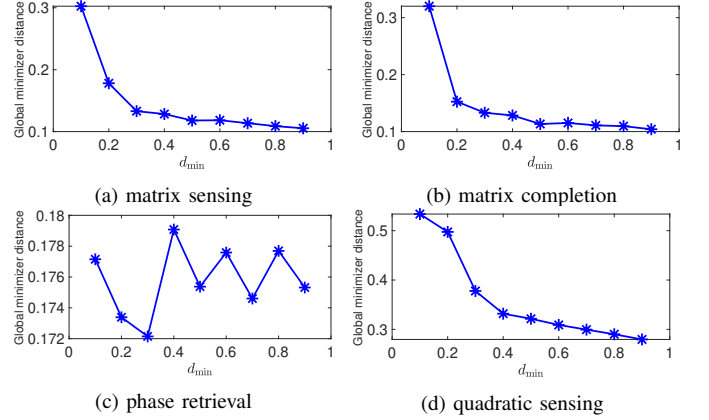 Global minimizer distance
0.3
0.2
0.1
0 0.2 0.4 0.6 0.8 1
d_min
(a) matrix sensing
Global minimizer distance
0.3
0.2
0.1
0 0.2 0.4 0.6 0.8 1
d_min
(b) matrix completion
Global minimizer distance
0.18
0.178
0.176
0.174
0.172
0 0.2 0.4 0.6 0.8 1
d_min
(c) phase retrieval
Global minimizer distance
0.5
0.4
0.3
0 0.2 0.4 0.6 0.8 1
d_min
(d) quadratic sensing